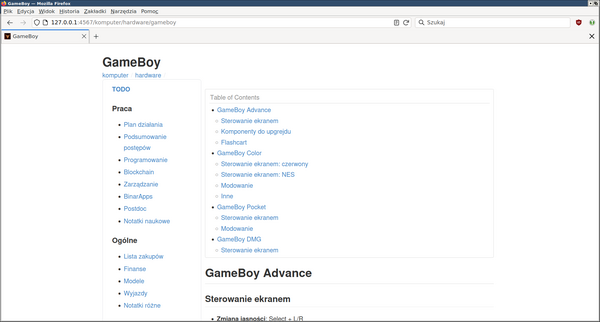 GameBoy — Mozilla Firefox
Plik Edycja Widok Historia Zakładki Narzędzia Pomoc
127.0.0.1:4567/komputer/hardware/gameboy
Szukaj
GameBoy
GameBoy
komputer hardware
TODO
Praca
Plan działania
Podsumowanie
postępów
Programowanie
Blockchain
Zarządzanie
BinarApps
Postdoc
Notatki naukowe
Ogólne
Lista zakupów
Finanse
Modele
Wyjazdy
Notatki różne
Table of Contents
GameBoy Advance
Sterowanie ekranem
Komponenty do upgrejdu
Flashcart
GameBoy Color
Sterowanie ekranem: czerwony
Sterowanie ekranem: NES
Modowanie
Inne
GameBoy Pocket
Sterowanie ekranem
Modowanie
GameBoy DMG
Sterowanie ekranem
GameBoy Advance
Sterowanie ekranem
Zmiana jasności: Select + L/R